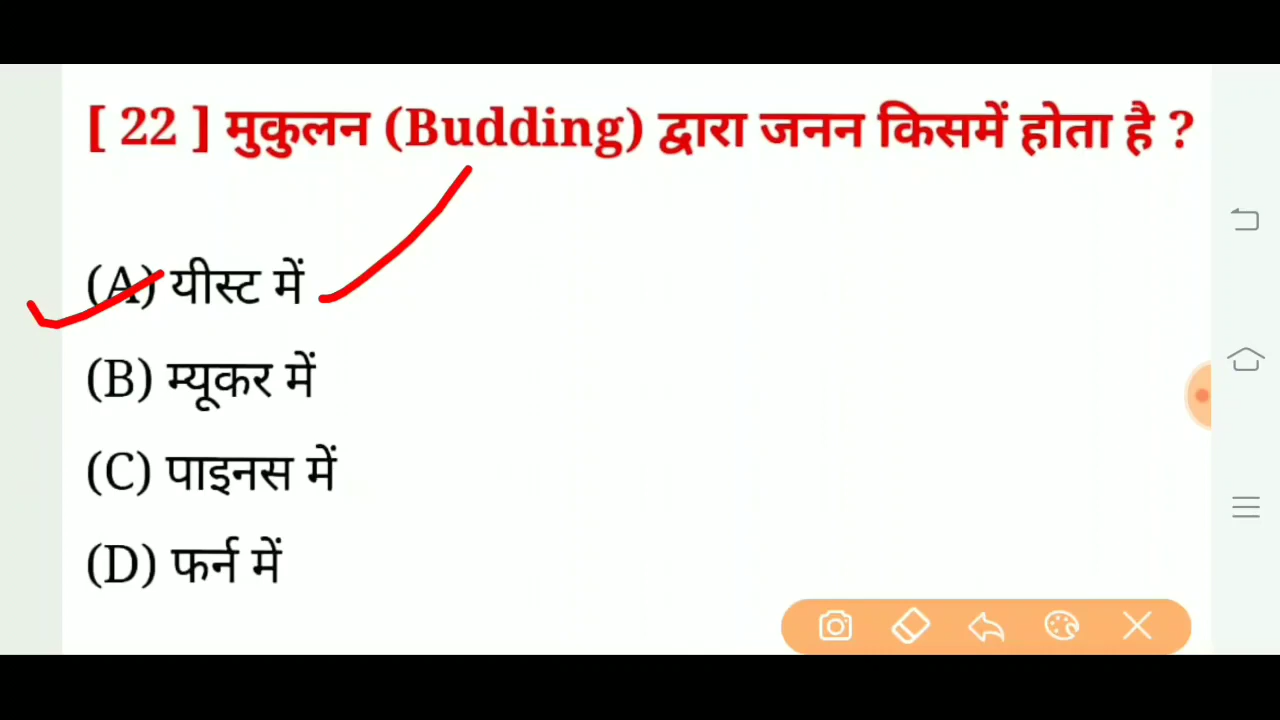 [ 22 ] मुकुलन (Budding) द्वारा जनन किसमें होता है ?
(A) यीस्ट में
(B) म्यूकर में
(C) पाइनस में
(D) फर्न में